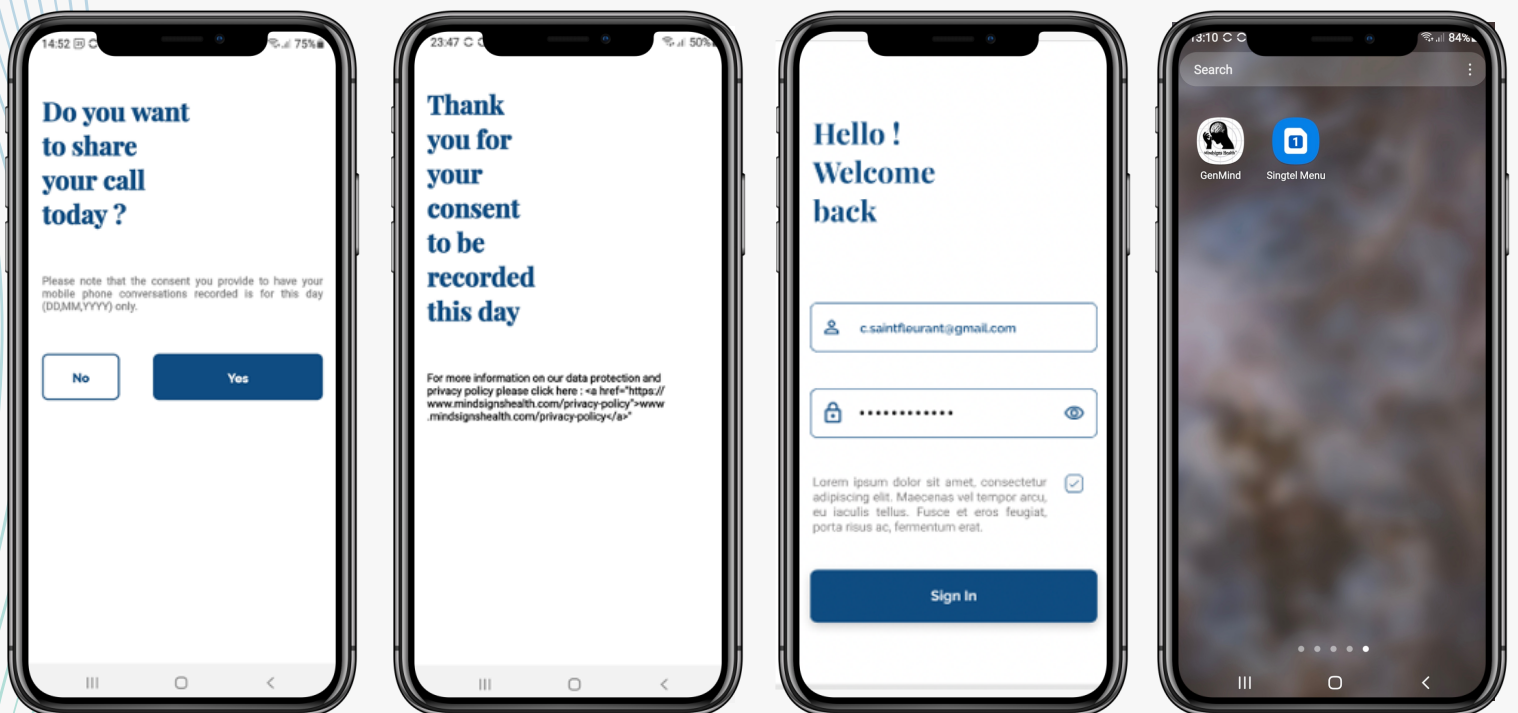 14:52
75%
Do you want
to share
your call
today ?
Please note that the consent you provide to have your
mobile phone conversations recorded is for this day
(DD,MM,YYYY) only.
No
Yes
23:47
50%
Thank
you for
your
consent
to be
recorded
this day
For more information on our data protection and
privacy policy please click here : <a href="https://
www.mindsignshealth.com/privacy-policy">www
.mindsignshealth.com/privacy-policy</a>"
Hello !
Welcome
back
c.saintfleurant@gmail.com
Lorem ipsum dolor sit amet, consectetur
adipiscing elit. Maecenas vel tempor arcu,
eu iaculis tellus. Fusce et eros feugiat,
porta risus ac, fermentum erat.
Sign In
13:10
84%
Search
Mindsigns Health
1
GenMind
Singtel Menu